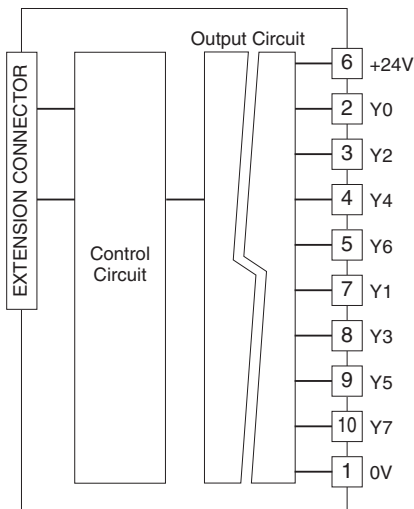 Output Circuit
EXTENSION CONNECTOR
Control
Circuit
6 +24V
2 Y0
3 Y2
4 Y4
5 Y6
7 Y1
8 Y3
9 Y5
10 Y7
1 0V